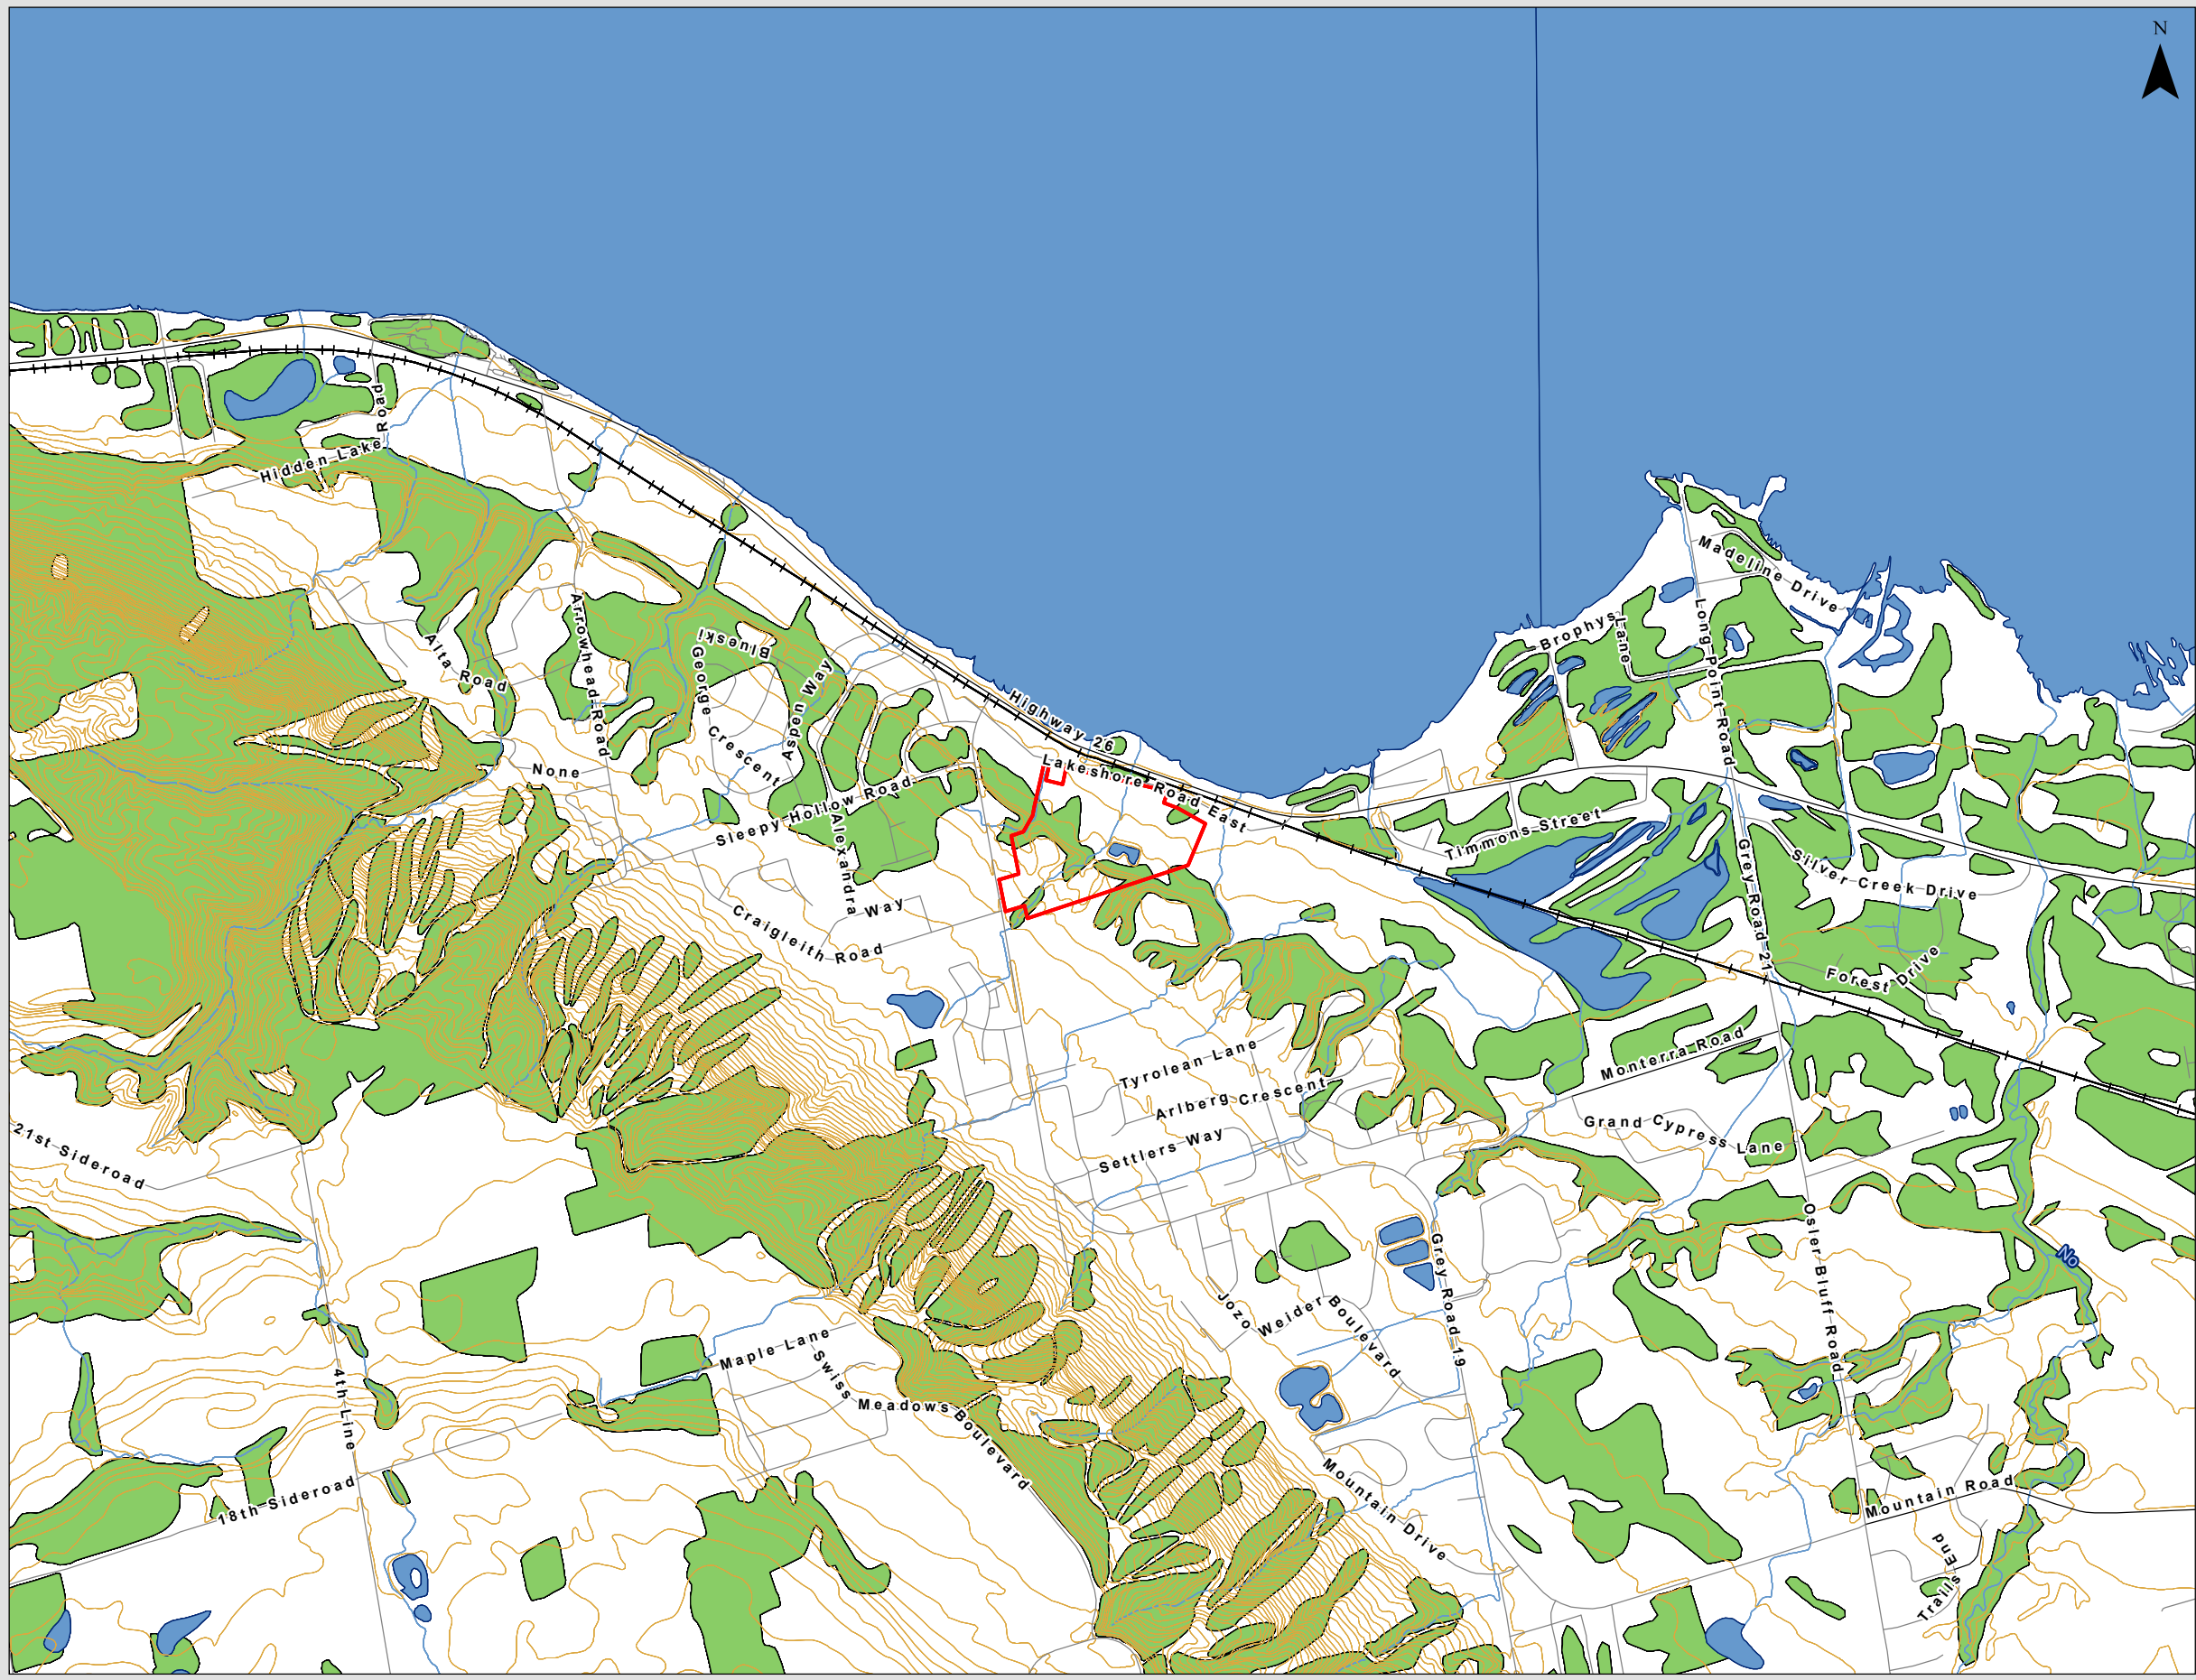 N
Hidden Lake Road
Madeline Drive
Brophys Lane
Long Point Road
Alta Road
Arrowhead Road
Blueski
George Crescent
Aspen Way
Highway 26
Lakeshore Road East
None
Sleepy Hollow Road
Alexandra Way
Timmons Street
Grey Road 21
Silver Creek Drive
Craigleith Road
Forest Drive
Tyrolean Lane
Monterra Road
Arlberg Crescent
Grand Cypress Lane
21st Sideroad
Settlers Way
Osler Bluff Road
No
Grey Road 19
Jozo Weider Boulevard
Maple Lane
Swiss Meadows Boulevard
4th Line
18th Sideroad
Mountain Drive
Mountain Road
Trails End